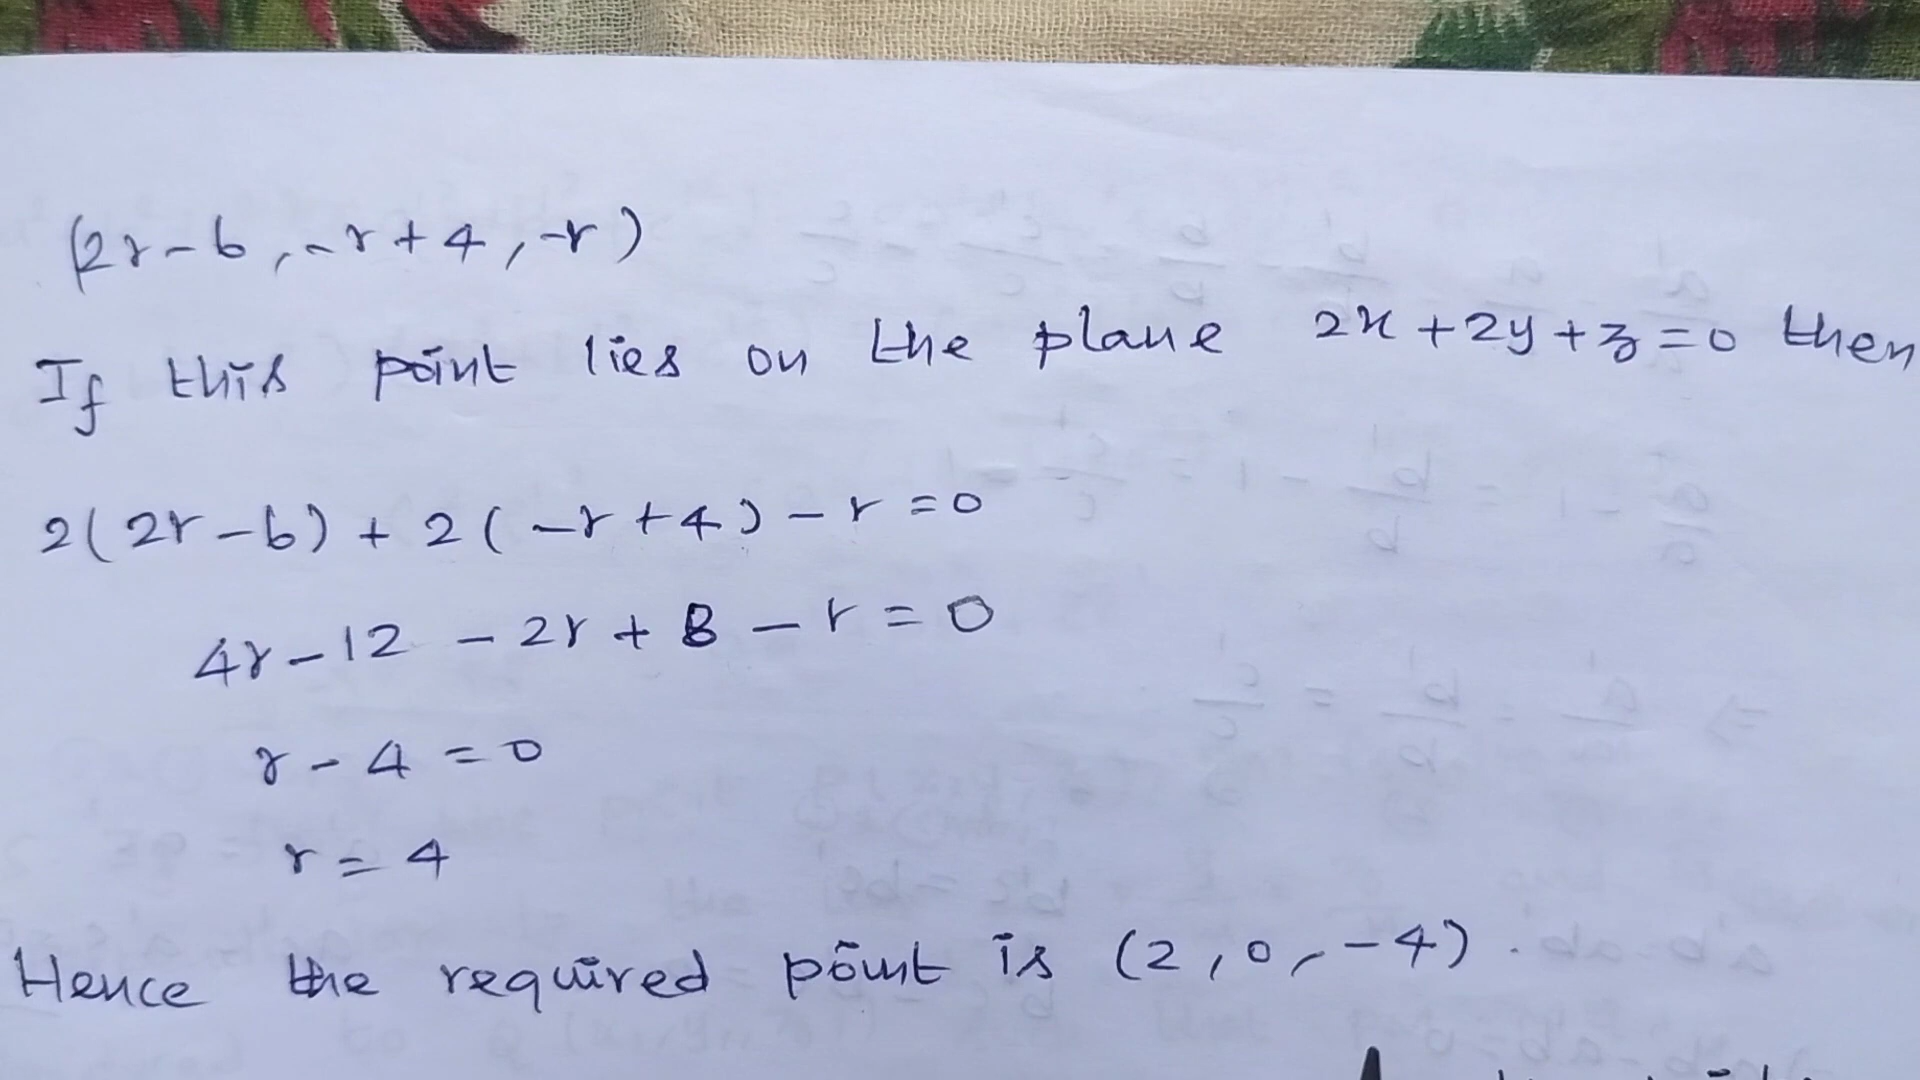 (2r-6, -r+4, -r)
If this point lies on the plane 2x+2y+z=0 then
2(2r-6) + 2(-r+4) - r = 0
4r-12 - 2r + 8 - r = 0
r - 4 = 0
r = 4
Hence the required point is (2, 0, -4).